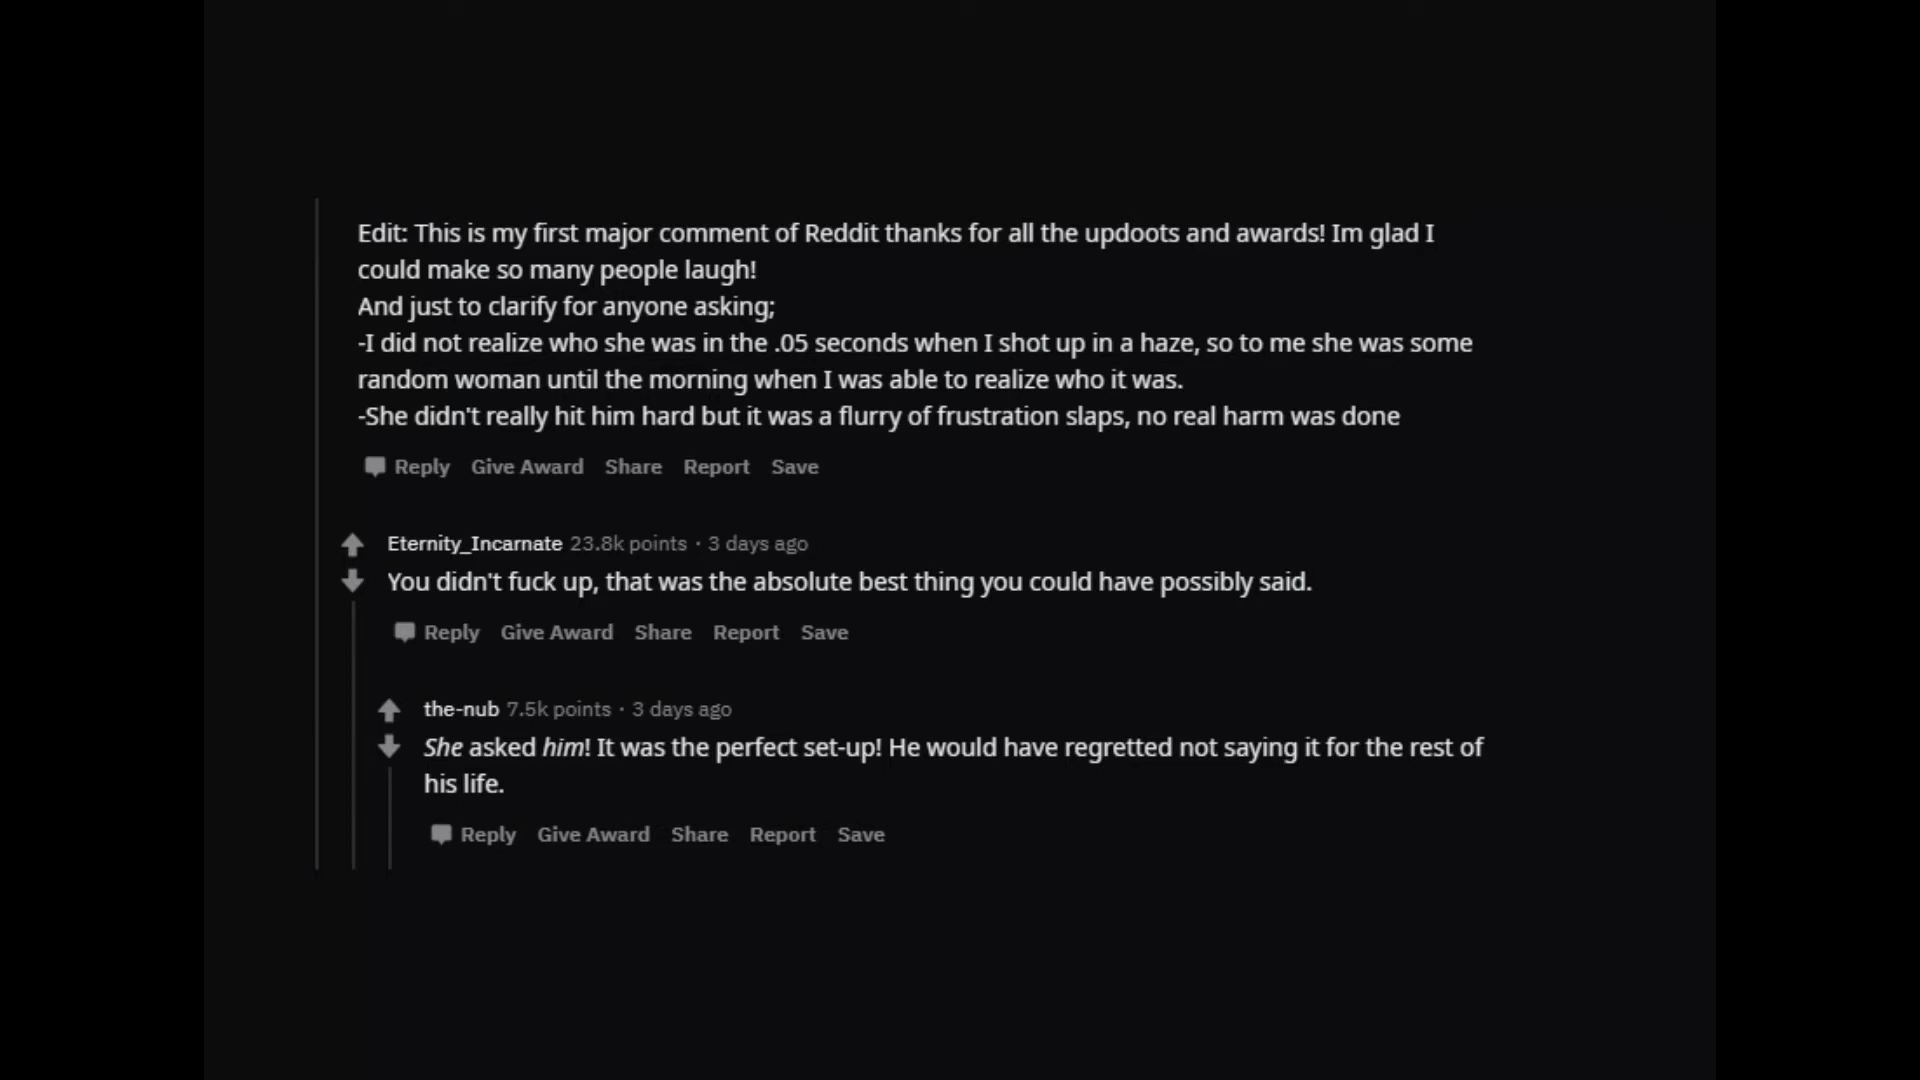 Edit: This is my first major comment of Reddit thanks for all the updoots and awards! Im glad I
could make so many people laugh!
And just to clarify for anyone asking;
-I did not realize who she was in the .05 seconds when I shot up in a haze, so to me she was some
random woman until the morning when I was able to realize who it was.
-She didn't really hit him hard but it was a flurry of frustration slaps, no real harm was done
Reply Give Award Share Report Save
Eternity_Incarnate 23.8k points · 3 days ago
You didn't fuck up, that was the absolute best thing you could have possibly said.
Reply Give Award Share Report Save
the-nub 7.5k points · 3 days ago
She asked him! It was the perfect set-up! He would have regretted not saying it for the rest of
his life.
Reply Give Award Share Report Save